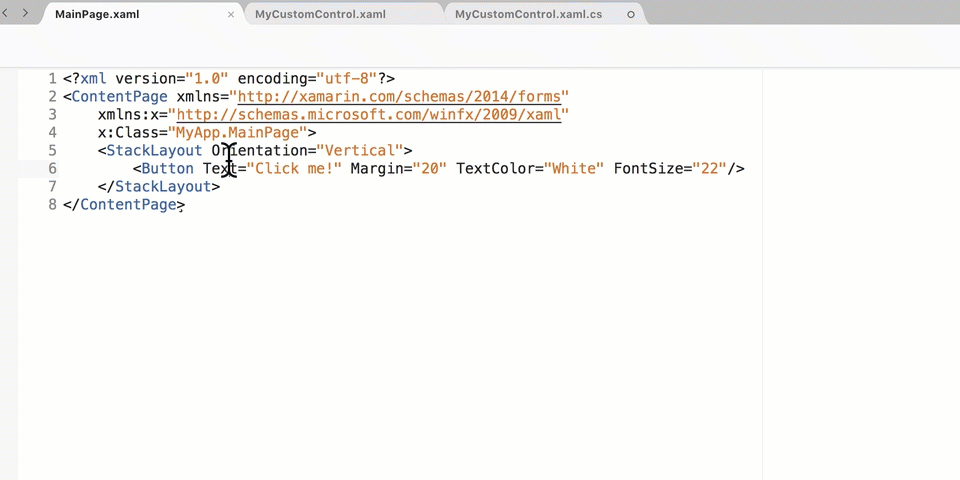 MainPage.xaml × MyCustomControl.xaml MyCustomControl.xaml.cs
1 <?xml version="1.0" encoding="utf-8"?>
2 <ContentPage xmlns="http://xamarin.com/schemas/2014/forms"
3 xmlns:x="http://schemas.microsoft.com/winfx/2009/xaml"
4 x:Class="MyApp.MainPage">
5 <StackLayout Orientation="Vertical">
6 <Button Text="Click me!" Margin="20" TextColor="White" FontSize="22"/>
7 </StackLayout>
8 </ContentPage>